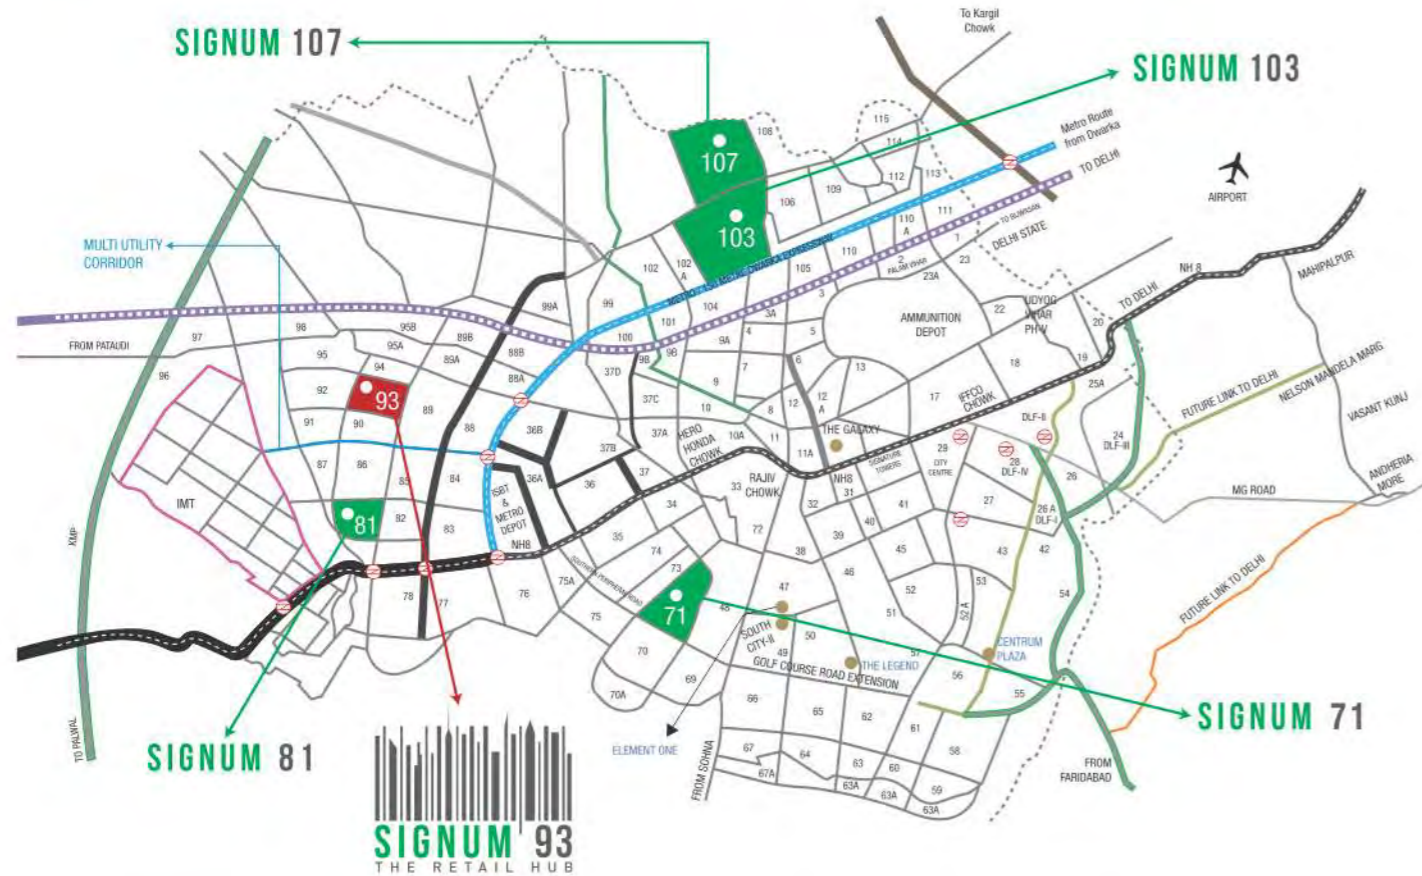 SIGNUM 107
To Kargil
Chowk
SIGNUM 103
115
114
108
Metro Route
from Dwarka
107
112
113
TO DELHI
109
AIRPORT
106
110
A
111
TO BIJWASAN
103
DELHI STATE
MULTI UTILITY
CORRIDOR
7
110
2
PALAM VIHAR
23
23A
102
102
A
105
NH 8
MAHIPALPUR
99A
99
104
3
3A
22
UDYOG
VIHAR
PH-V
TO DELHI
AMMUNITION
DEPOT
20
97
98
95B
89B
100
101
4
5
9A
FROM PATAUDI
95A
95
94
89A
88B
88A
9B
98
37D
7
6
13
18
19
96
92
93
89
37C
9
10
8
12
12
A
17
IFFCO
CHOWK
25A
FUTURE LINK TO DELHI
NELSON MANDELA MARG
VASANT KUNJ
91
90
88
36B
37A
HERO
HONDA
CHOWK
10A
11
THE GALAXY
DLF-II
24
DLF-III
37B
11A
SIGNATURE
TOWERS
29
CITY
CENTRE
28
DLF-IV
26
87
86
85
84
36A
36
37
33
RAJIV
CHOWK
NH8
31
ANDHERIA
MORE
MG ROAD
IMT
ISBT
&
METRO
DEPOT
34
32
41
27
26 A
DLF-I
81
82
83
NH8
35
72
40
39
KMP
74
38
45
43
42
SOUTHERN PERIPHERAL ROAD
73
46
75A
53
52
47
54
78
77
76
75
71
48
51
52 A
FUTURE LINK TO DELHI
SOUTH
CITY-II
50
49
57
CENTRUM
PLAZA
70
THE LEGEND
GOLF COURSE ROAD EXTENSION
56
55
69
70A
66
SIGNUM 71
65
62
61
TO PALWAL
SIGNUM 81
ELEMENT ONE
67
64
58
FROM SOHNA
67A
63
60
FROM
FARIDABAD
63A
63A
59
63A
SIGNUM 93
THE RETAIL HUB